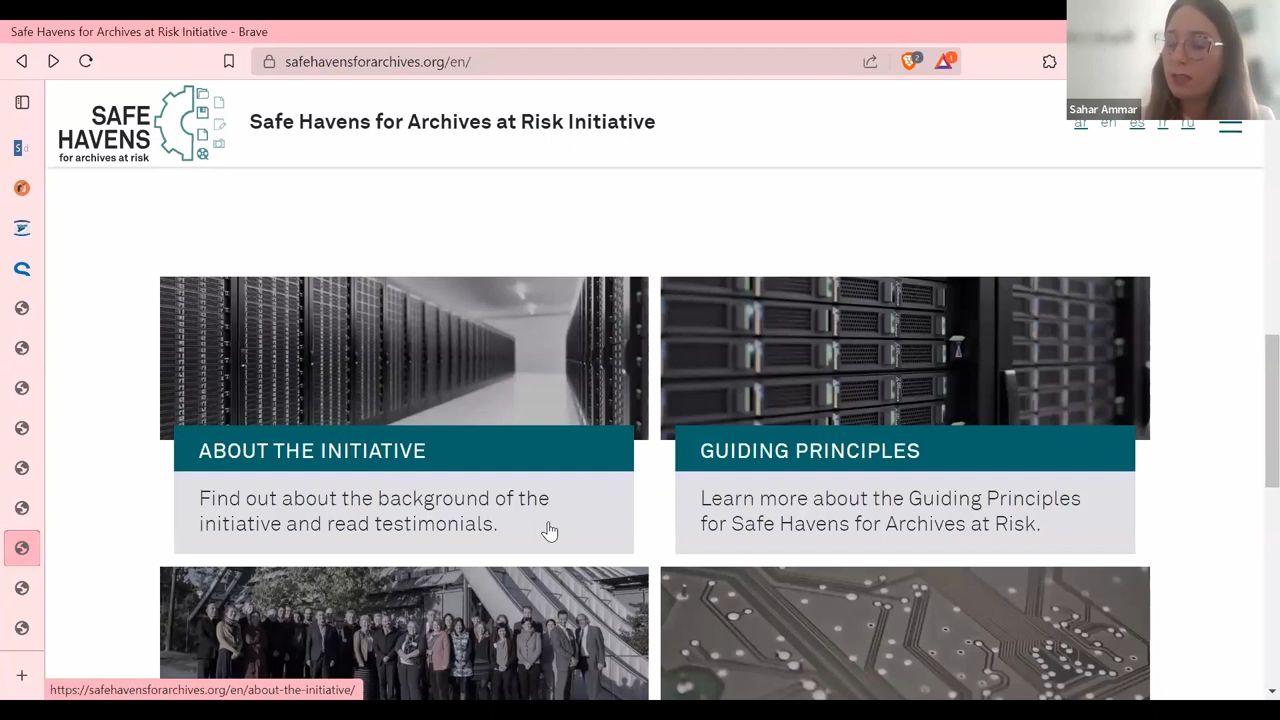 Safe Havens for Archives at Risk Initiative - Brave
safehavensforarchives.org/en/
2
1
Sahar Ammar
SAFE
HAVENS
for archives at risk
Safe Havens for Archives at Risk Initiative
ar en es fr ru
ABOUT THE INITIATIVE
Find out about the background of the
initiative and read testimonials.
GUIDING PRINCIPLES
Learn more about the Guiding Principles
for Safe Havens for Archives at Risk.
https://safehavensforarchives.org/en/about-the-initiative/